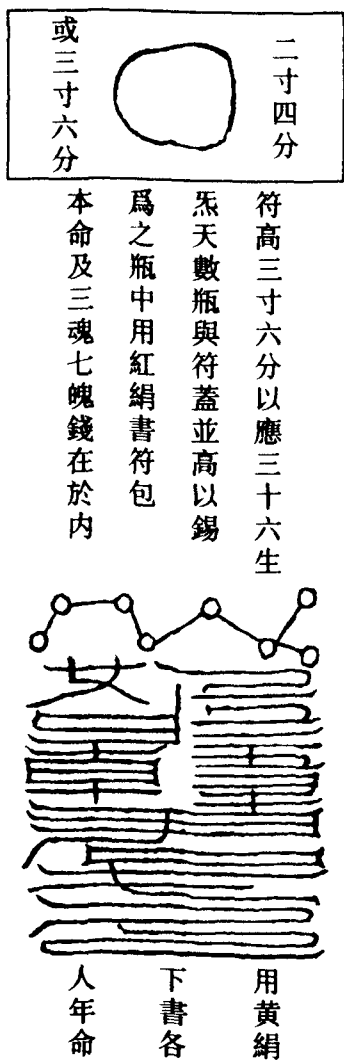 二寸四分
或三寸六分
符高三寸六分以應三十六生
炁天數瓶與符蓋並高以錫
爲之瓶中用紅絹書符包
本命及三魂七魄錢在於内
用黄絹
下書各
人年命